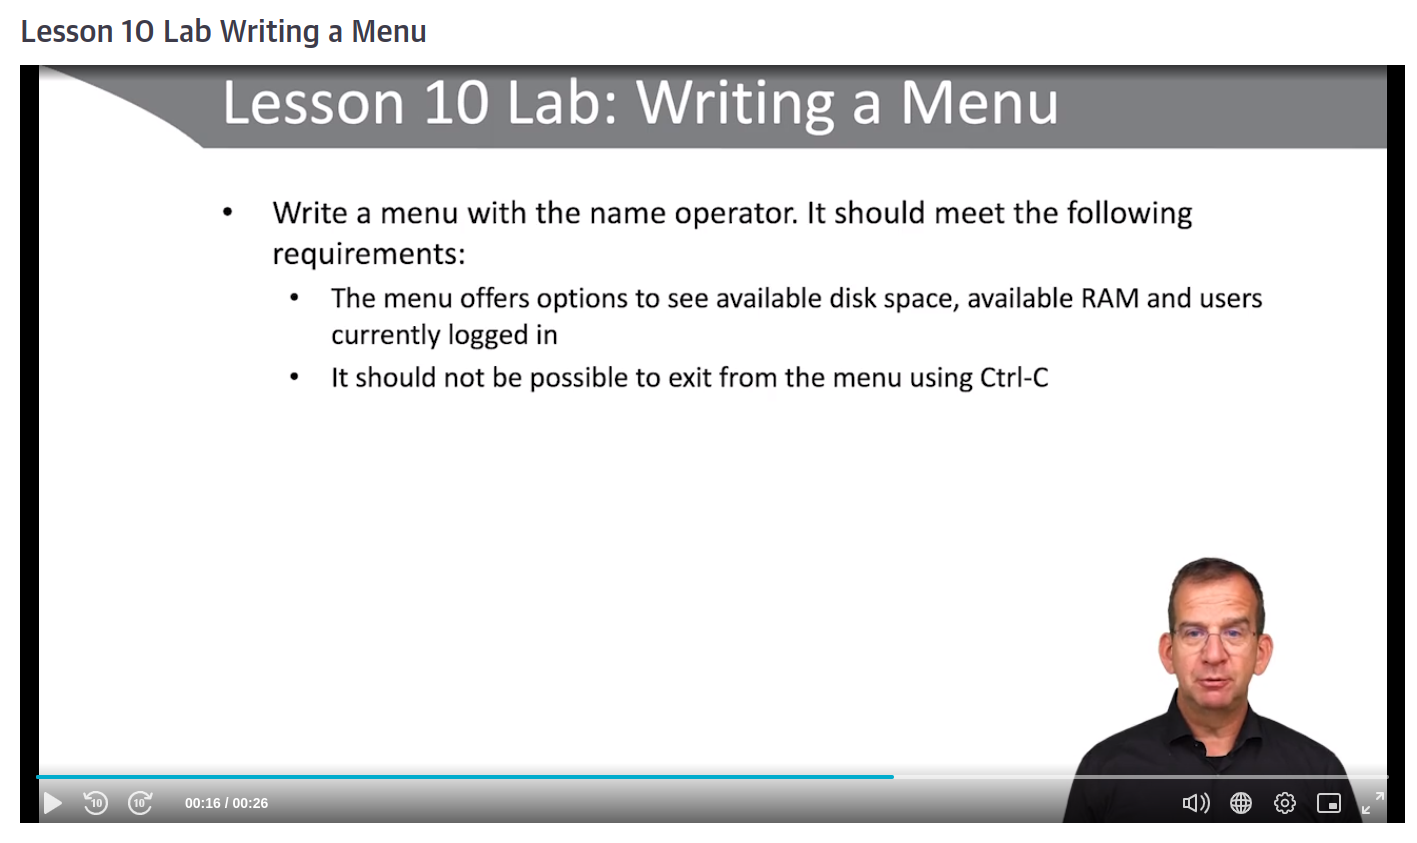 Lesson 10 Lab Writing a Menu
Lesson 10 Lab: Writing a Menu
• Write a menu with the name operator. It should meet the following
requirements:
• The menu offers options to see available disk space, available RAM and users
currently logged in
• It should not be possible to exit from the menu using Ctrl-C
10 10 00:16 / 00:26